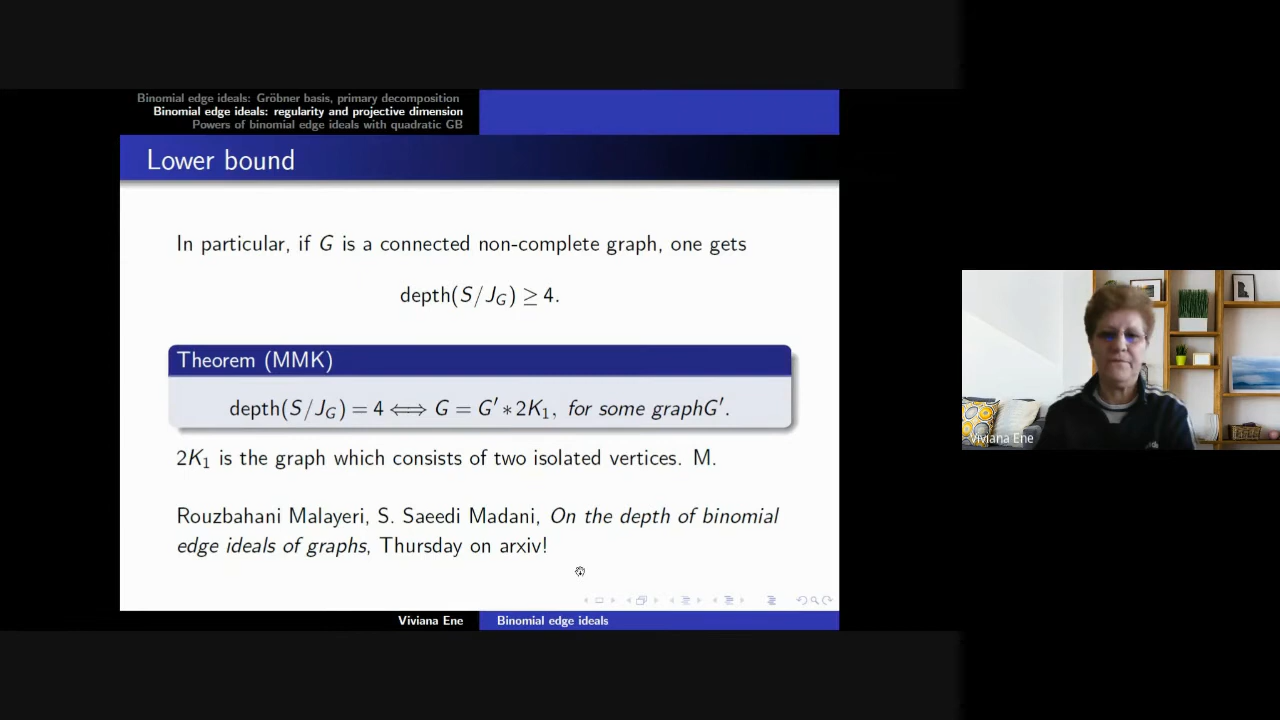 Binomial edge ideals: Gröbner basis, primary decomposition
Binomial edge ideals: regularity and projective dimension
Powers of binomial edge ideals with quadratic GB
Lower bound
In particular, if G is a connected non-complete graph, one gets
depth(S/J_G) ≥ 4.
Theorem (MMK)
depth(S/J_G) = 4 ⟺ G = G′ * 2K₁, for some graphG′.
2K₁ is the graph which consists of two isolated vertices. M.
Rouzbahani Malayeri, S. Saeedi Madani, On the depth of binomial
edge ideals of graphs, Thursday on arxiv!
Viviana Ene
Binomial edge ideals
Viviana Ene